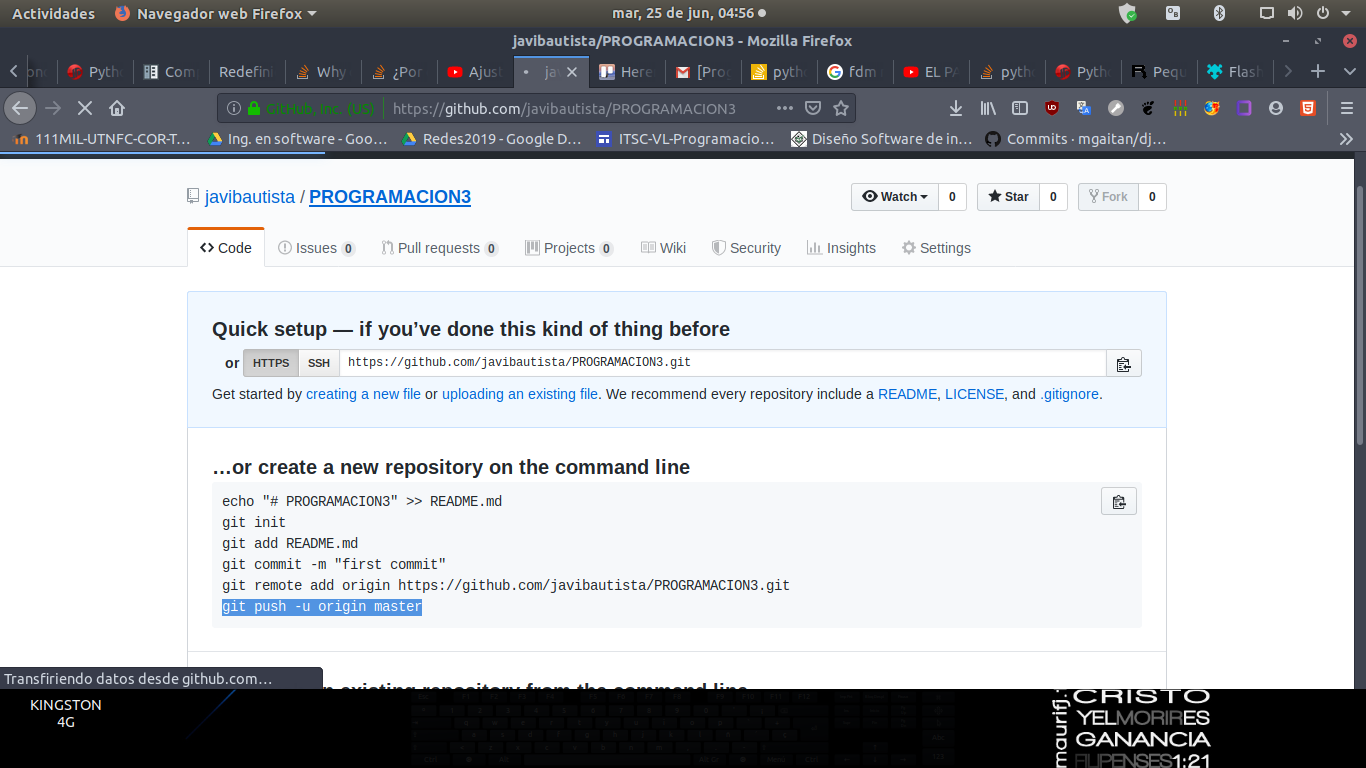 Actividades Navegador web Firefox mar, 25 de jun, 04:56
javibautista/PROGRAMACION3 - Mozilla Firefox
Pyth Com Redefini Why ¿Por Ajust ja Here [Prog pytho fdm EL PA pytho Pytho Pequ Flash
GitHub, Inc. (US) https://github.com/javibautista/PROGRAMACION3
111MIL-UTNFC-COR-T... Ing. en software - Goo... Redes2019 - Google D... ITSC-VL-Programacio... Diseño Software de in... Commits · mgaitan/dj...
javibautista / PROGRAMACION3 Watch 0 Star 0 Fork 0
Code Issues 0 Pull requests 0 Projects 0 Wiki Security Insights Settings
Quick setup — if you’ve done this kind of thing before
or HTTPS SSH https://github.com/javibautista/PROGRAMACION3.git
Get started by creating a new file or uploading an existing file. We recommend every repository include a README, LICENSE, and .gitignore.
…or create a new repository on the command line
echo "# PROGRAMACION3" >> README.md
git init
git add README.md
git commit -m "first commit"
git remote add origin https://github.com/javibautista/PROGRAMACION3.git
git push -u origin master
existing repository from the command line
Transfiriendo datos desde github.com…
KINGSTON
4G
maurifj.
CRISTO
YELMORIRES
GANANCIA
FILIPENSES1:21